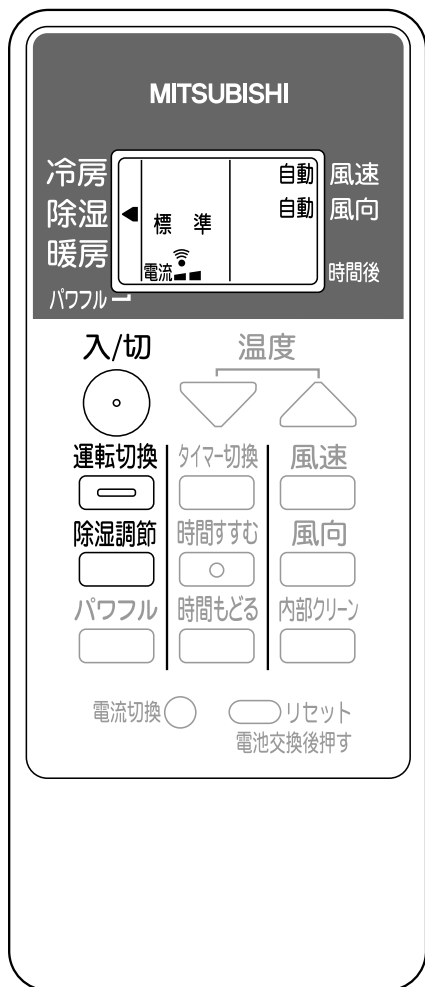 MITSUBISHI
冷房 自動 風速
除湿 標準 自動 風向
暖房
電流 時間後
パワフル
入/切 温度
運転切換 タイマー切換 風速
除湿調節 時間すすむ 風向
パワフル 時間もどる 内部クリーン
電流切換 リセット
電池交換後押す